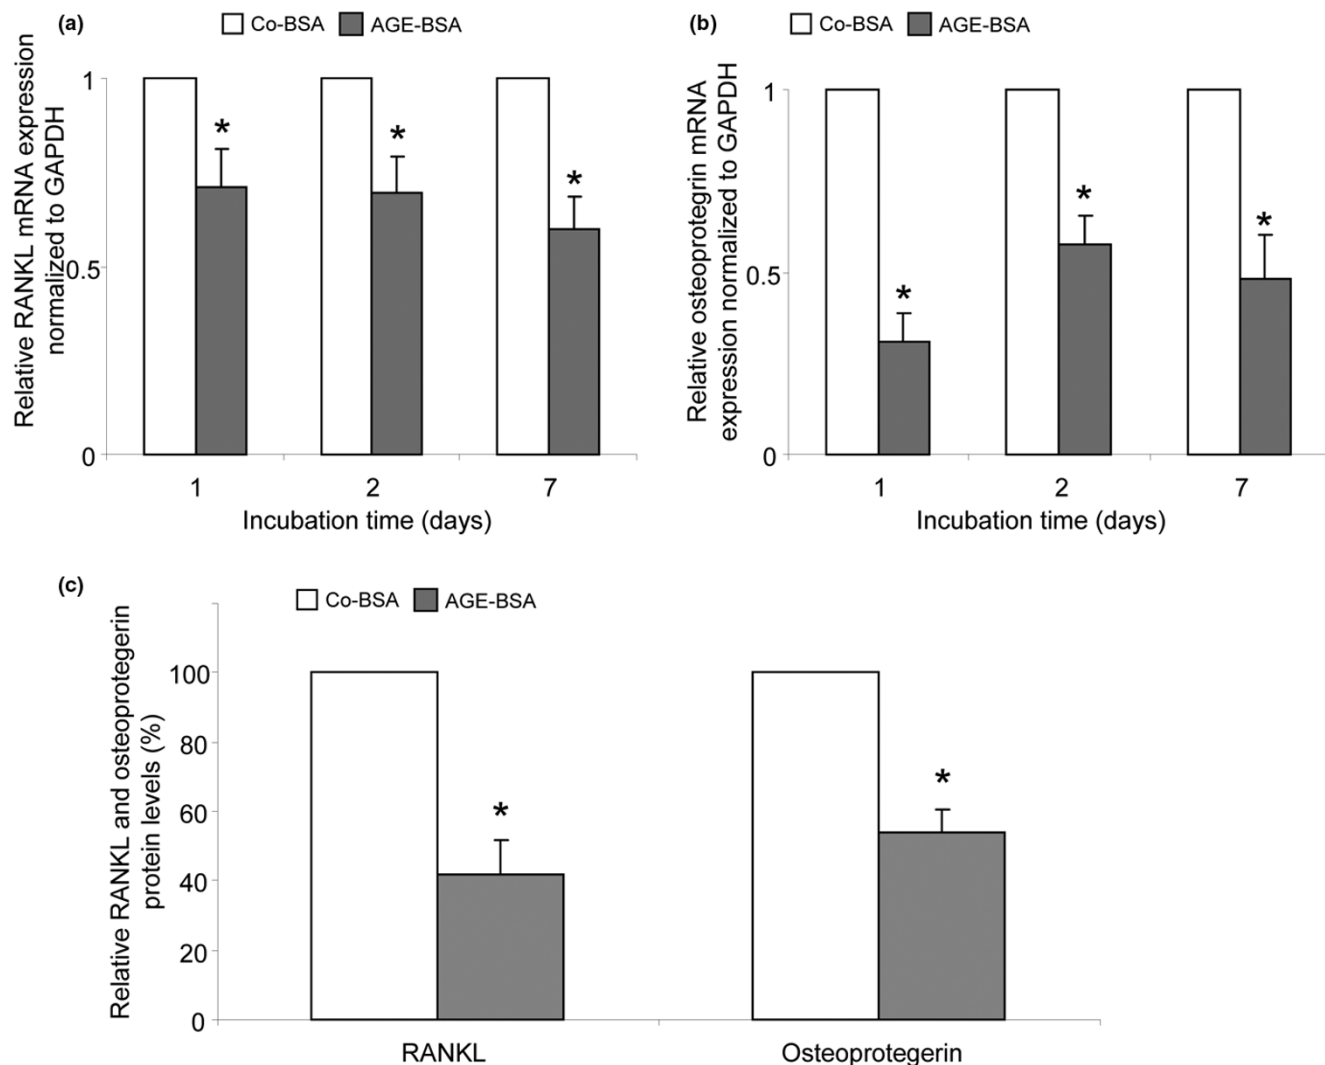 (a)
Co-BSA AGE-BSA
Relative RANKL mRNA expression
normalized to GAPDH
1
*
*
*
0.5
0
1 2 7
Incubation time (days)
(b)
Co-BSA AGE-BSA
Relative osteoprotegrin mRNA
expression normalized to GAPDH
1
*
*
*
0.5
0
1 2 7
Incubation time (days)
(c)
Co-BSA AGE-BSA
Relative RANKL and osteoprotegerin
protein levels (%)
100
80
*
60
*
40
20
0
RANKL Osteoprotegerin